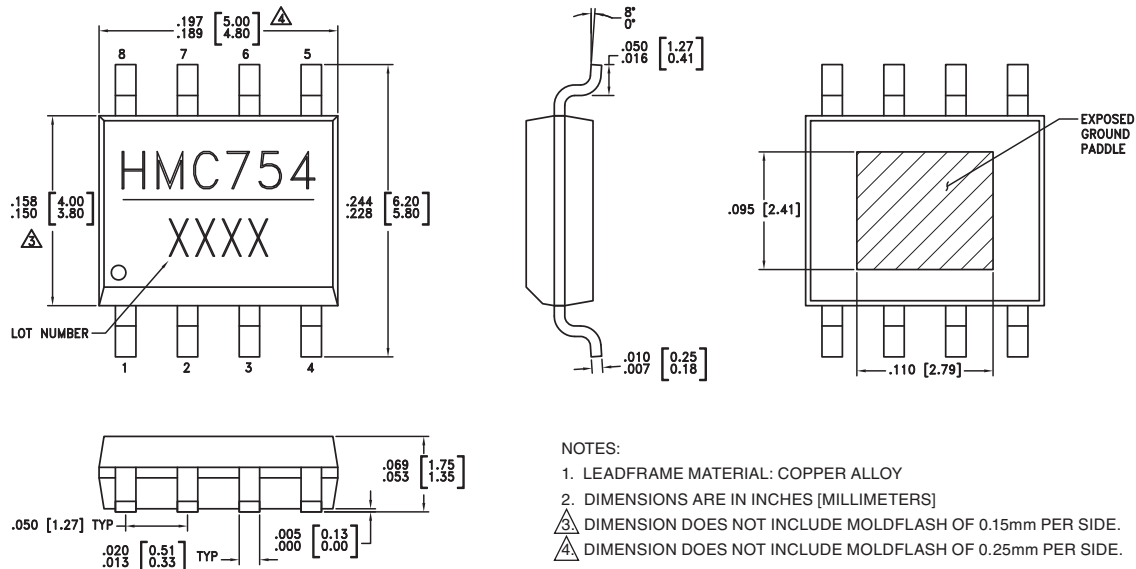 .197 [5.00] 4
.189 [4.80]
8 7 6 5
HMC754
XXXX
.158 [4.00]
.150 [3.80]
3
.244 [6.20]
.228 [5.80]
LOT NUMBER
1 2 3 4
8°
0°
.050 [1.27]
.016 [0.41]
.010 [0.25]
.007 [0.18]
EXPOSED
GROUND
PADDLE
.095 [2.41]
.110 [2.79]
.069 [1.75]
.053 [1.35]
.050 [1.27] TYP
.020 [0.51] TYP
.013 [0.33]
.005 [0.13]
.000 [0.00]
NOTES:
1. LEADFRAME MATERIAL: COPPER ALLOY
2. DIMENSIONS ARE IN INCHES [MILLIMETERS]
3 DIMENSION DOES NOT INCLUDE MOLDFLASH OF 0.15mm PER SIDE.
4 DIMENSION DOES NOT INCLUDE MOLDFLASH OF 0.25mm PER SIDE.